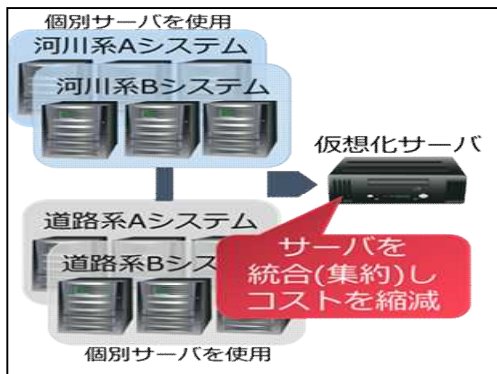 個別サーバを使用
河川系Aシステム
河川系Bシステム
仮想化サーバ
道路系Aシステム
道路系Bシス
サーバを
統合(集約)し
コストを縮減
個別サーバを使用